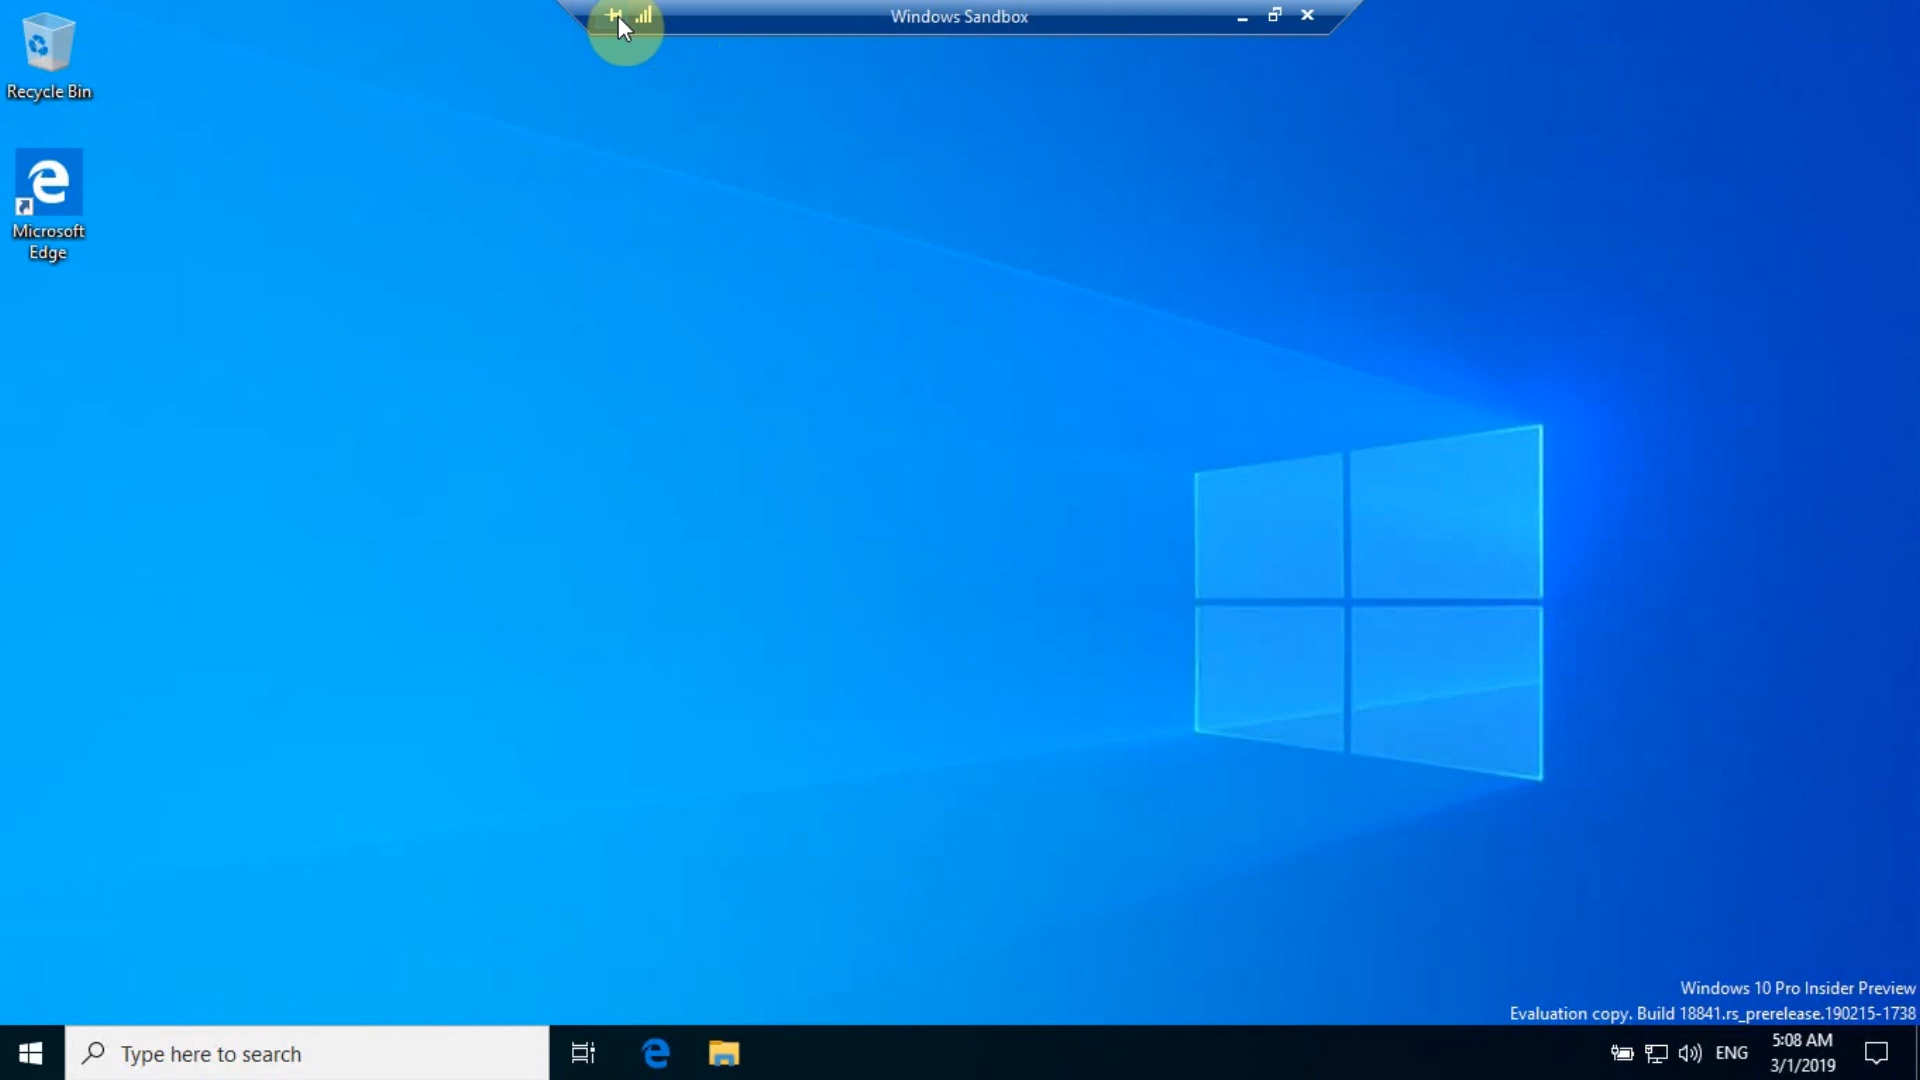 Windows Sandbox
Recycle Bin
Microsoft
Edge
Windows 10 Pro Insider Preview
Evaluation copy. Build 18841.rs_prerelease.190215-1738
Type here to search
ENG
5:08 AM
3/1/2019